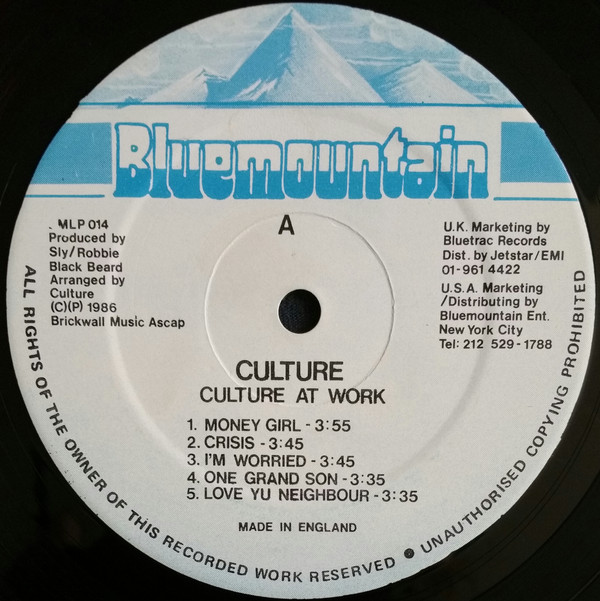 Bluemountain
A
. MLP 014
Produced by
Sly/Robbie
Black Beard
Arranged by
Culture
(C)(P) 1986
Brickwall Music Ascap
U.K. Marketing by
Bluetrac Records
Dist. by Jetstar/EMI
01-961 4422
U.S.A. Marketing
/Distributing by
Bluemountain Ent.
New York City
Tel: 212 529-1788
CULTURE
CULTURE AT WORK
1. MONEY GIRL - 3:55
2. CRISIS - 3:45
3. I'M WORRIED - 3:45
4. ONE GRAND SON - 3:35
5. LOVE YU NEIGHBOUR - 3:35
MADE IN ENGLAND
ALL RIGHTS OF THE OWNER OF THIS RECORDED WORK RESERVED ● UNAUTHORISED COPYING PROHIBITED